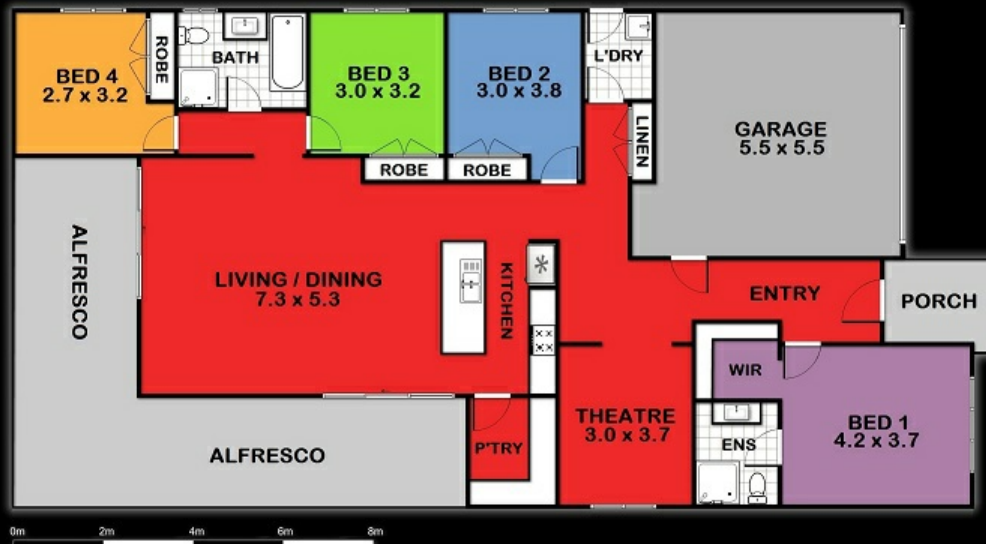 BED 4
2.7 x 3.2
ROBE
BATH
BED 3
3.0 x 3.2
BED 2
3.0 x 3.8
L'DRY
LINEN
GARAGE
5.5 x 5.5
ROBE
ROBE
ALFRESCO
LIVING / DINING
7.3 x 5.3
KITCHEN
ENTRY
PORCH
WIR
THEATRE
3.0 x 3.7
BED 1
4.2 x 3.7
P'TRY
ENS
ALFRESCO
0m 2m 4m 6m 8m